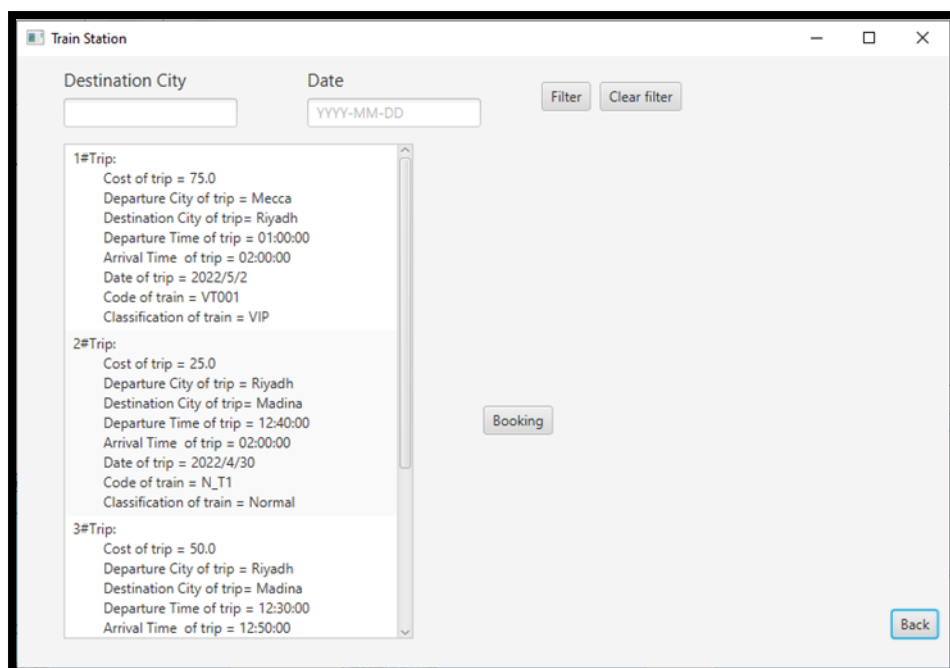 Train Station
Destination City
Date
Filter
Clear filter
YYYY-MM-DD
1#Trip:
Cost of trip = 75.0
Departure City of trip = Mecca
Destination City of trip= Riyadh
Departure Time of trip = 01:00:00
Arrival Time  of trip = 02:00:00
Date of trip = 2022/5/2
Code of train = VT001
Classification of train = VIP
2#Trip:
Cost of trip = 25.0
Departure City of trip = Riyadh
Destination City of trip= Madina
Departure Time of trip = 12:40:00
Arrival Time  of trip = 02:00:00
Date of trip = 2022/4/30
Code of train = N_T1
Classification of train = Normal
3#Trip:
Cost of trip = 50.0
Departure City of trip = Riyadh
Destination City of trip= Madina
Departure Time of trip = 12:30:00
Arrival Time  of trip = 12:50:00
Booking
Back